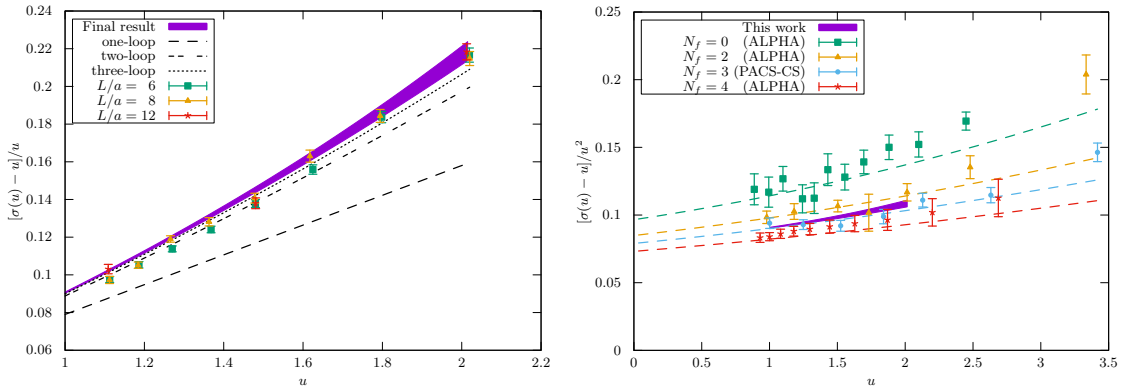 Final result
one-loop
two-loop
three-loop
L/a = 6
L/a = 8
L/a = 12
0.22
0.2
0.18
0.16
0.14
0.12
0.1
0.08
0.06
[σ(u) − u]/u
1
1.2
1.4
1.6
1.8
2
2.2
u
This work
N_f = 0 (ALPHA)
N_f = 2 (ALPHA)
N_f = 3 (PACS-CS)
N_f = 4 (ALPHA)
0.25
0.2
0.15
0.1
0.05
0
[σ(u) − u]/u²
0
0.5
1
1.5
2
2.5
3
3.5
u